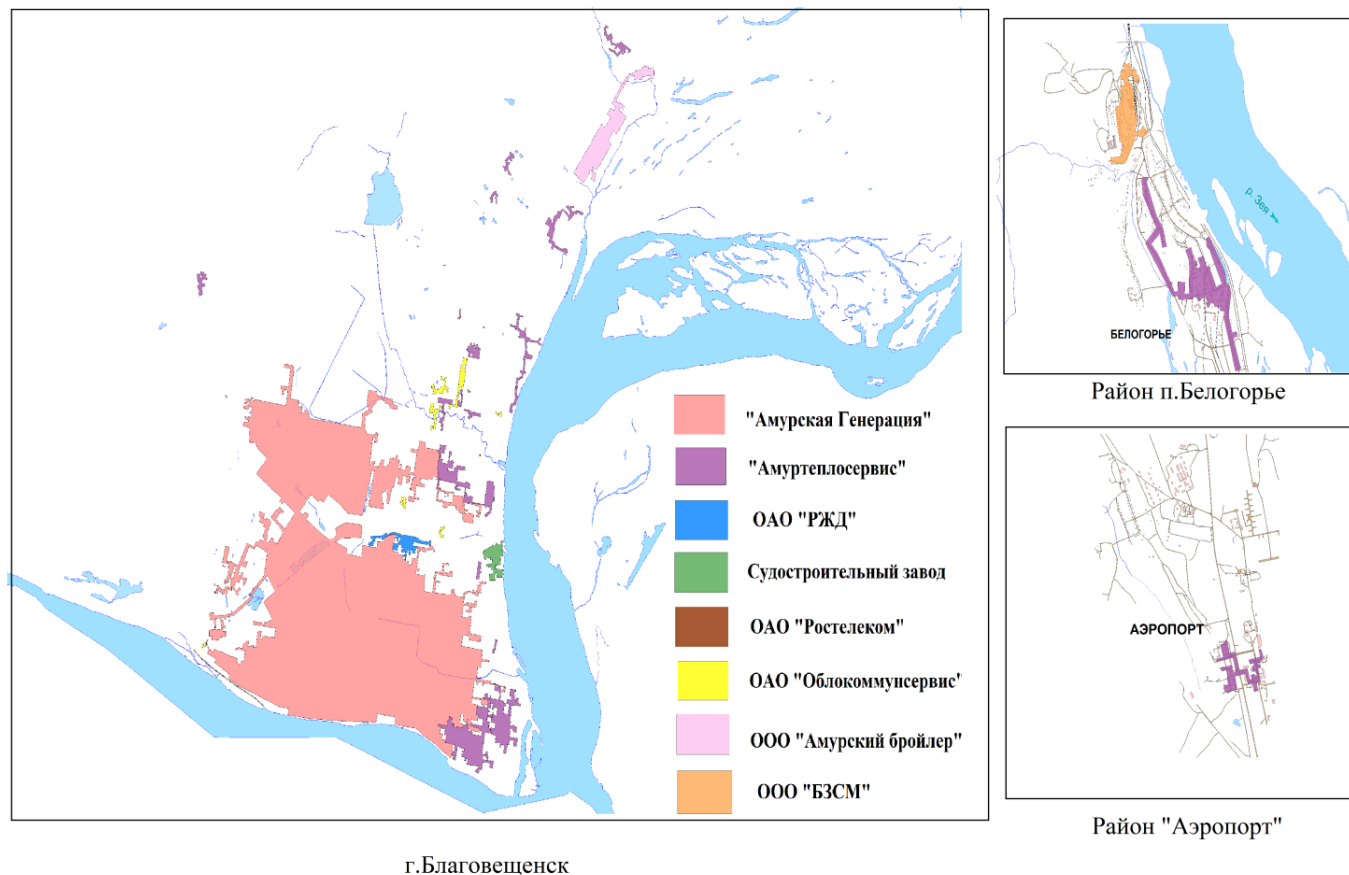 "Амурская Генерация"
"Амуртеплосервис"
ОАО "РЖД"
Судостроительный завод
ОАО "Ростелеком"
ОАО "Облокоммунсервис"
ООО "Амурский бройлер"
ООО "БЗСМ"
г.Благовещенск
р. Зея
БЕЛОГОРЬЕ
Район п.Белогорье
АЭРОПОРТ
Район "Аэропорт"